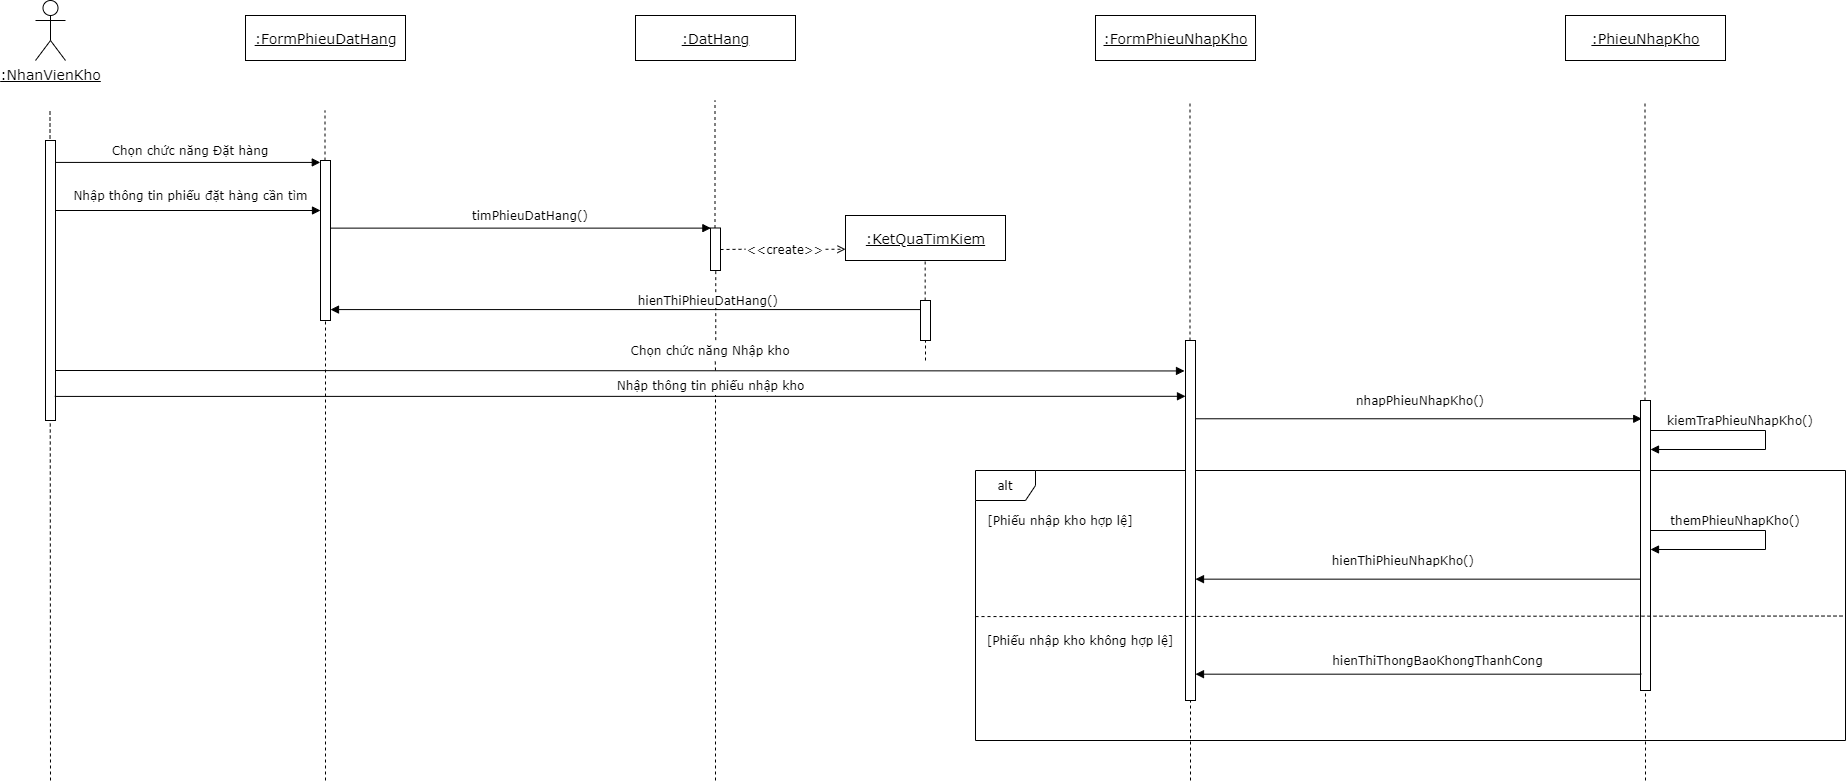 :NhanVienKho
:FormPhieuDatHang
:DatHang
:FormPhieuNhapKho
:PhieuNhapKho
Chọn chức năng Đặt hàng
Nhập thông tin phiếu đặt hàng cần tìm
timPhieuDatHang()
:KetQuaTimKiem
<<create>>
hienThiPhieuDatHang()
Chọn chức năng Nhập kho
Nhập thông tin phiếu nhập kho
nhapPhieuNhapKho()
kiemTraPhieuNhapKho()
alt
[Phiếu nhập kho hợp lệ]
themPhieuNhapKho()
hienThiPhieuNhapKho()
[Phiếu nhập kho không hợp lệ]
hienThiThongBaoKhongThanhCong